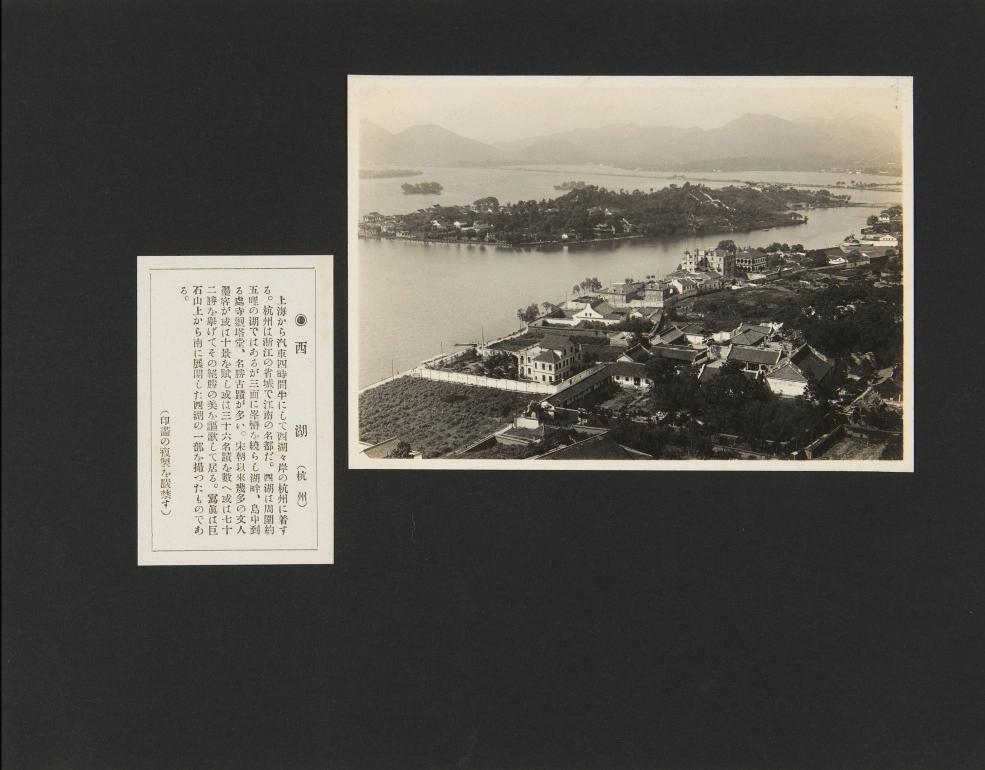 西湖（杭州）
上海から汽車四時間半にして西湖々岸の杭州に着す
る。杭州は浙江の省城で江南の名都だ。西湖は周圍約
五哩の湖ではあるが三面に峯巒を繞らし湖畔、島中到
る處寺觀塔堂、名勝古蹟が多い。宋朝以來幾多の文人
墨客が或は十景を賦し或は三十六名蹟を數へ或は七十
二勝を擧げてその絕勝の美を謳歌して居る。寫眞は巨
石山上から南に展開した西湖の一部を撮つたものであ
る。
（印畵の複製を嚴禁す）